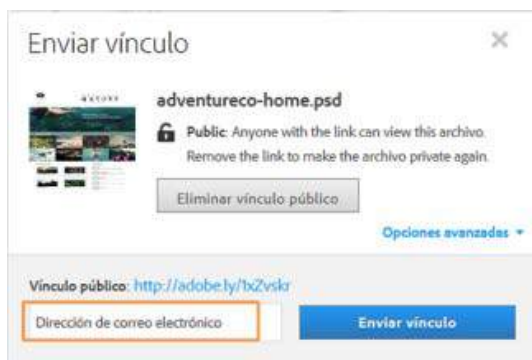 Enviar vínculo
adventureco-home.psd
Public: Anyone with the link can view this archivo.
Remove the link to make the archivo private again.
Eliminar vínculo público
Opciones avanzadas
Vínculo público: http://adobe.ly/1xZvskr
Dirección de correo electrónico
Enviar vínculo